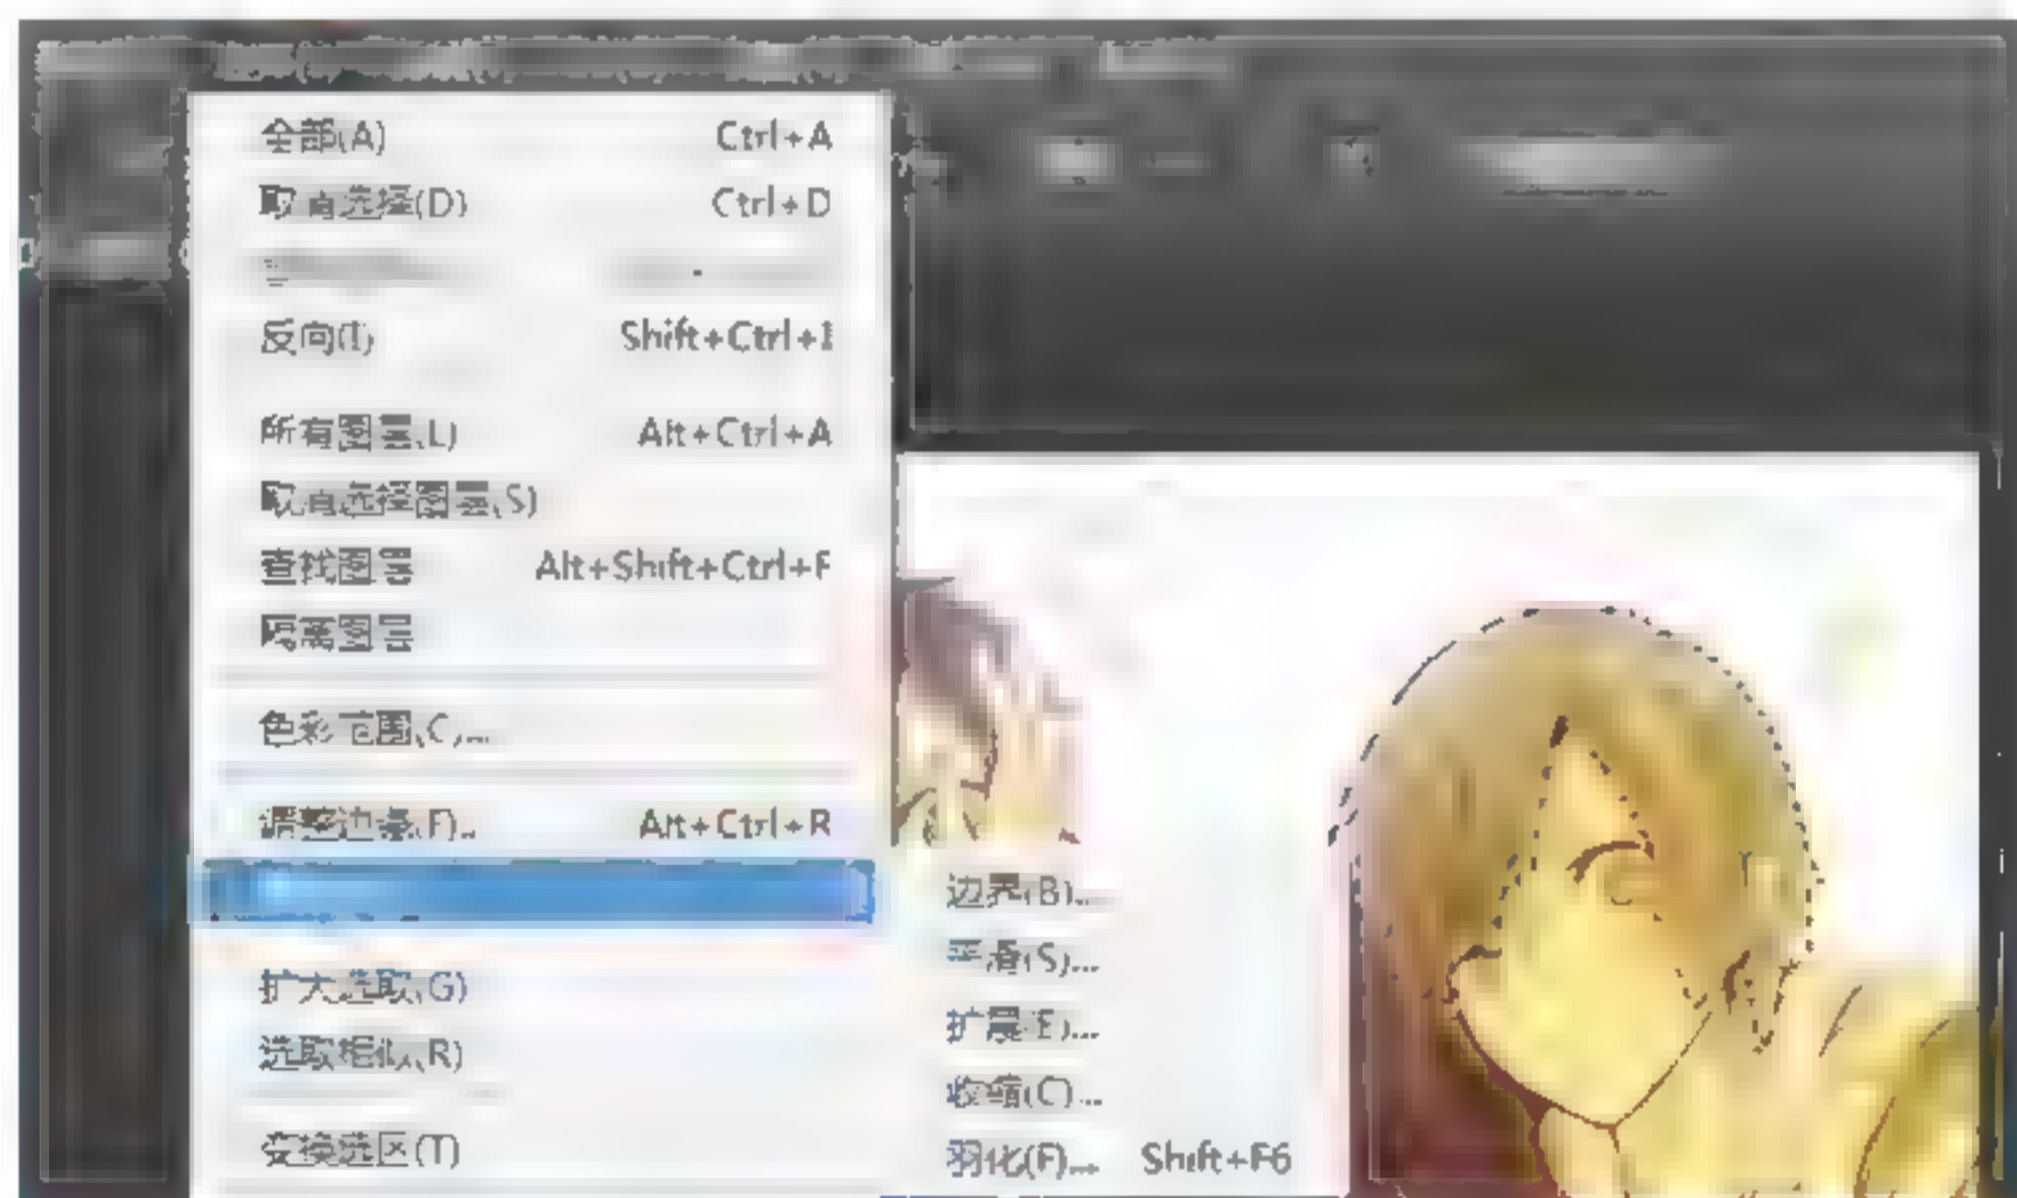 全部(A) Ctrl+A
取消选择(D) Ctrl+D
反向(I) Shift+Ctrl+I
所有图层(L) Alt+Ctrl+A
取消选择图层(S)
查找图层 Alt+Shift+Ctrl+F
隔离图层
色彩范围(C)...
调整边缘(F)... Alt+Ctrl+R
边界(B)...
平滑(S)...
扩大选取(G)
扩展(E)...
选取相似(R)
收缩(C)...
变换选区(T)
羽化(F)... Shift+F6